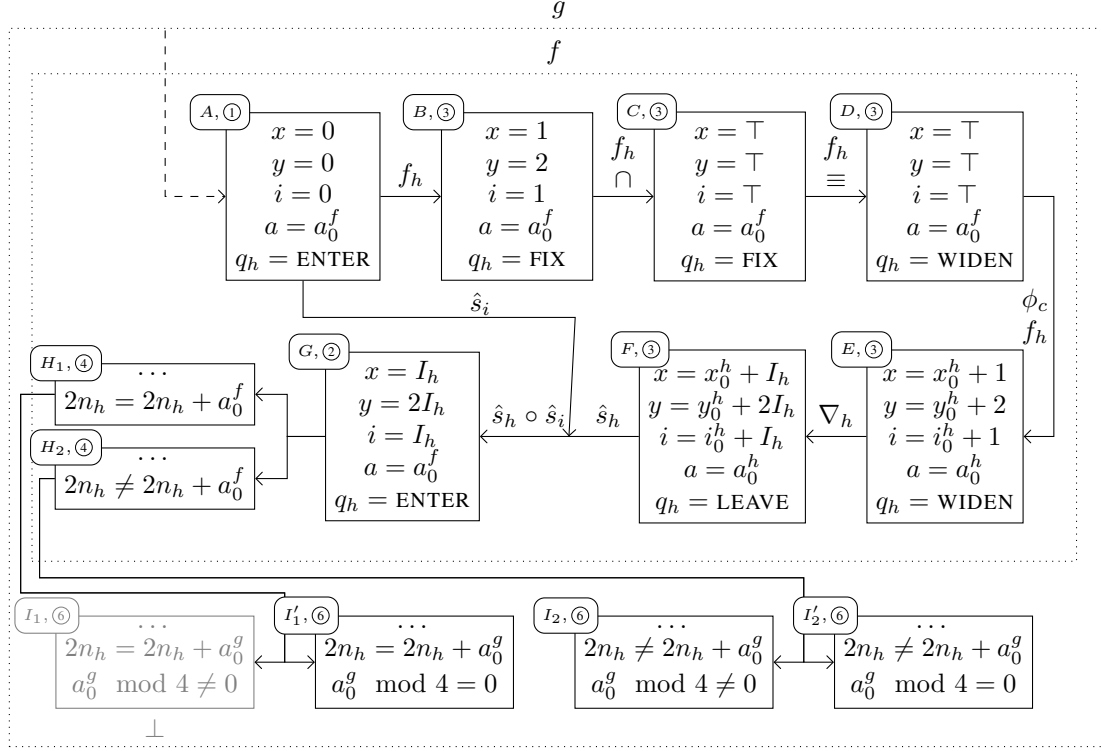 g
f
A, ①
x = 0
y = 0
i = 0
a = a_0^f
q_h = ENTER
f_h
B, ③
x = 1
y = 2
i = 1
a = a_0^f
q_h = FIX
f_h
∩
C, ③
x = ⊤
y = ⊤
i = ⊤
a = a_0^f
q_h = FIX
f_h
≡
D, ③
x = ⊤
y = ⊤
i = ⊤
a = a_0^f
q_h = WIDEN
ϕ_c
f_h
ŝ_i
H_1, ④
...
2n_h = 2n_h + a_0^f
H_2, ④
...
2n_h ≠ 2n_h + a_0^f
G, ②
x = I_h
y = 2I_h
i = I_h
a = a_0^f
q_h = ENTER
ŝ_h ∘ ŝ_i
ŝ_h
F, ③
x = x_0^h + I_h
y = y_0^h + 2I_h
i = i_0^h + I_h
a = a_0^h
q_h = LEAVE
∇_h
E, ③
x = x_0^h + 1
y = y_0^h + 2
i = i_0^h + 1
a = a_0^h
q_h = WIDEN
I_1, ⑥
...
2n_h = 2n_h + a_0^g
a_0^g mod 4 ≠ 0
⊥
I_1′, ⑥
...
2n_h = 2n_h + a_0^g
a_0^g mod 4 = 0
I_2, ⑥
...
2n_h ≠ 2n_h + a_0^g
a_0^g mod 4 ≠ 0
I_2′, ⑥
...
2n_h ≠ 2n_h + a_0^g
a_0^g mod 4 = 0